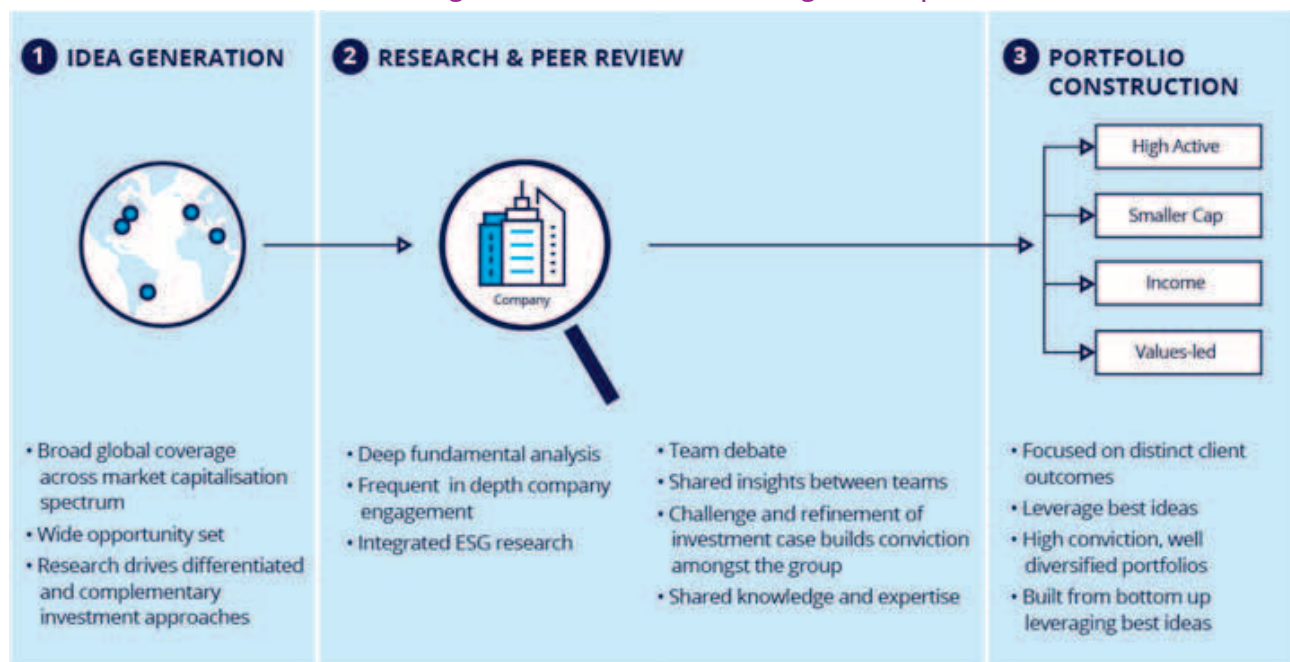 1 IDEA GENERATION
• Broad global coverage
across market capitalisation
spectrum
• Wide opportunity set
• Research drives differentiated
and complementary
investment approaches
2 RESEARCH & PEER REVIEW
Company
• Deep fundamental analysis
• Frequent in depth company
engagement
• Integrated ESG research
• Team debate
• Shared insights between teams
• Challenge and refinement of
investment case builds conviction
amongst the group
• Shared knowledge and expertise
3 PORTFOLIO
CONSTRUCTION
High Active
Smaller Cap
Income
Values-led
• Focused on distinct client
outcomes
• Leverage best ideas
• High conviction, well
diversified portfolios
• Built from bottom up
leveraging best ideas